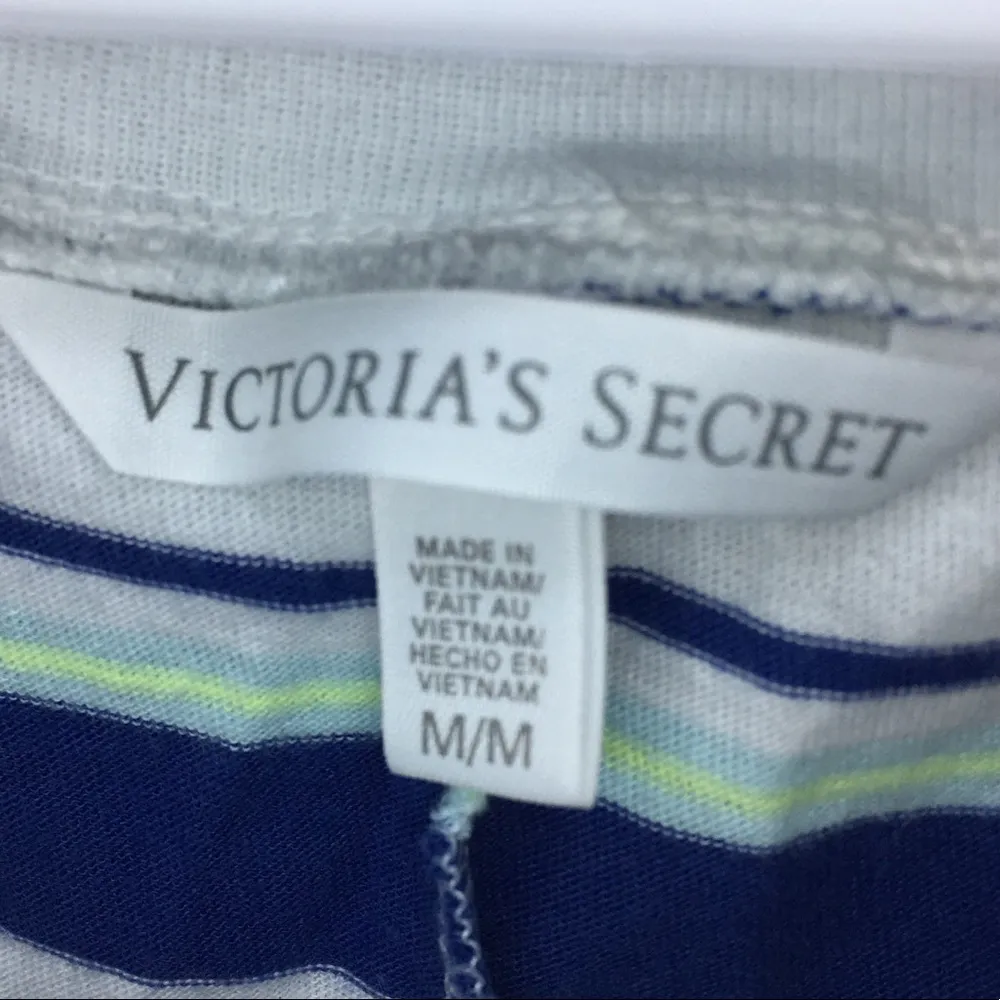 VICTORIA'S SECRET
MADE IN
VIETNAM/
FAIT AU
VIETNAM/
HECHO EN
VIETNAM
M/M